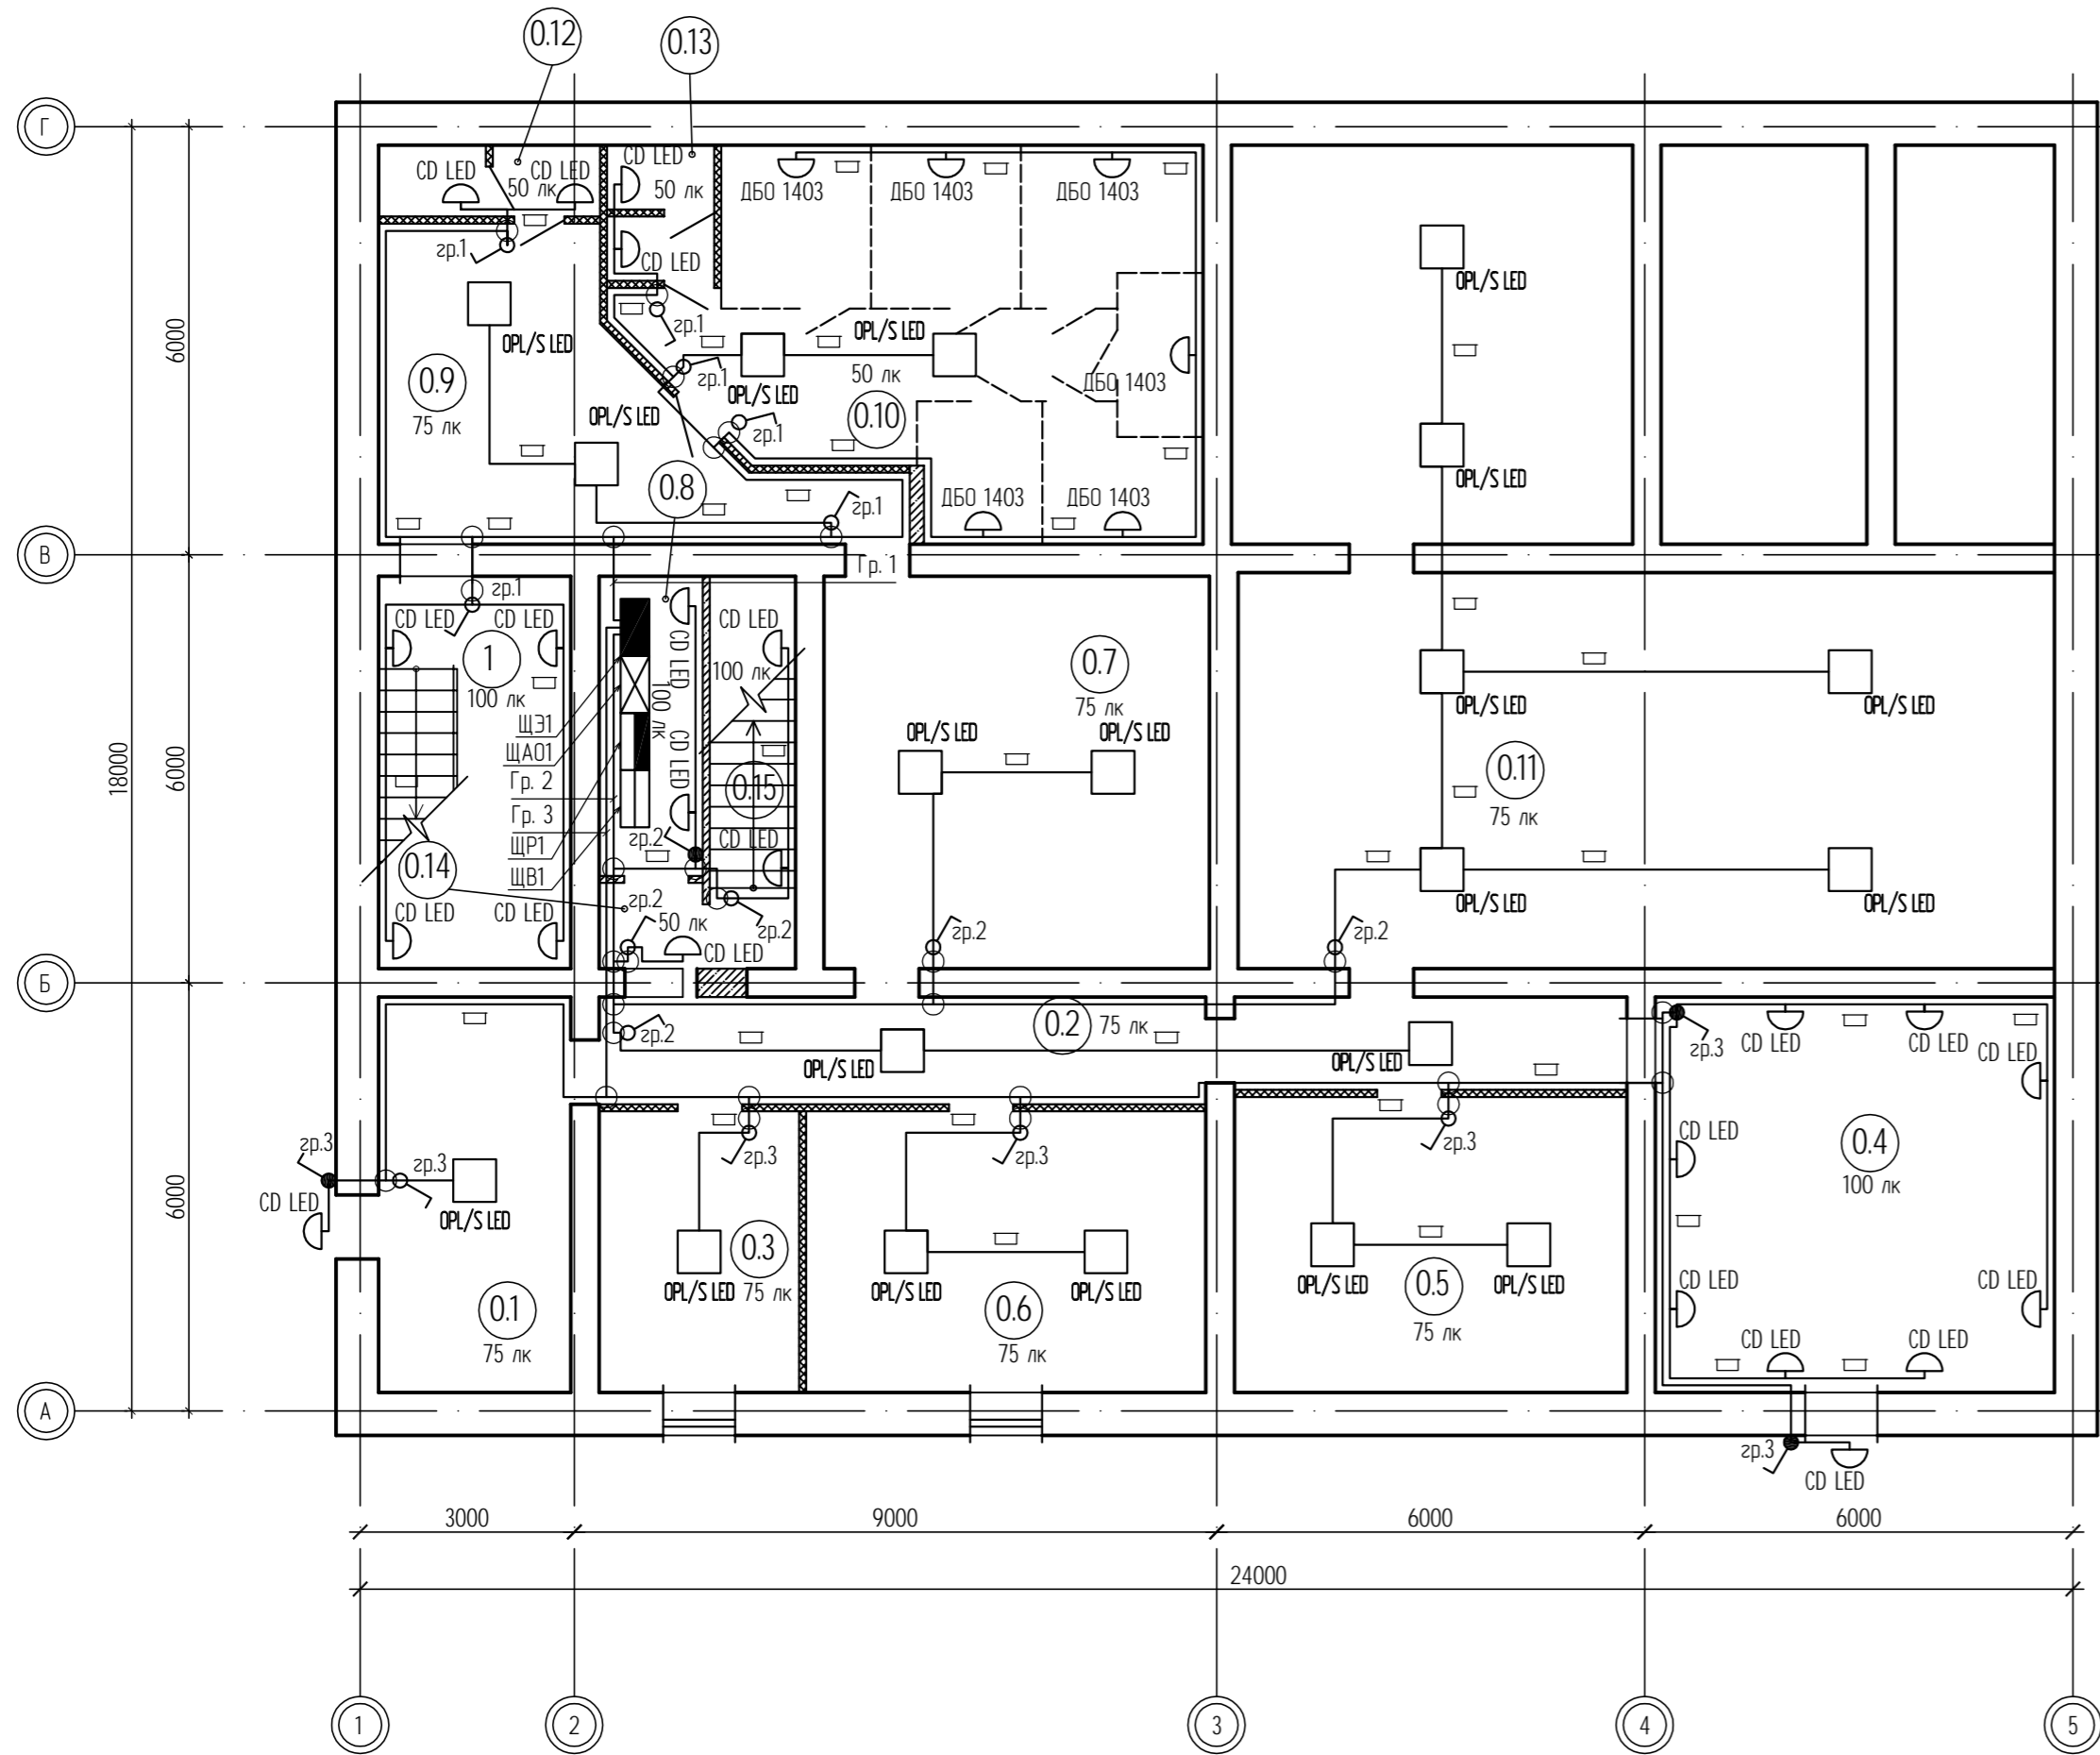 0.12
0.13
Г
CD LED
CD LED
50 лк
CD LED
50 лк
ДБО 1403
ДБО 1403
ДБО 1403
гр.1
CD LED
OPL/S LED
OPL/S LED
гр.1
OPL/S LED
6000
0.9
75 лк
гр.1
50 лк
ДБО 1403
OPL/S LED
OPL/S LED
0.10
гр.1
OPL/S LED
0.8
ДБО 1403
ДБО 1403
гр.1
В
Гр. 1
гр.1
CD LED
CD LED
CD LED
CD LED
1
100 лк
100 лк
100 лк
0.7
75 лк
OPL/S LED
OPL/S LED
ЩЭ1
ЩАО1
Гр. 2
Гр. 3
ЩР1
ЩВ1
CD LED
OPL/S LED
OPL/S LED
18000
6000
0.11
75 лк
0.15
гр.2
CD LED
0.14
CD LED
CD LED
гр.2
50 лк
гр.2
CD LED
гр.2
OPL/S LED
OPL/S LED
гр.2
Б
0.2
75 лк
гр.2
OPL/S LED
OPL/S LED
гр.3
CD LED
CD LED
CD LED
CD LED
0.4
100 лк
гр.3
гр.3
гр.3
гр.3
гр.3
CD LED
OPL/S LED
6000
0.1
75 лк
0.3
OPL/S LED
75 лк
OPL/S LED
OPL/S LED
0.6
75 лк
OPL/S LED
OPL/S LED
0.5
75 лк
CD LED
CD LED
CD LED
CD LED
А
гр.3
CD LED
3000
9000
6000
6000
24000
1
2
3
4
5